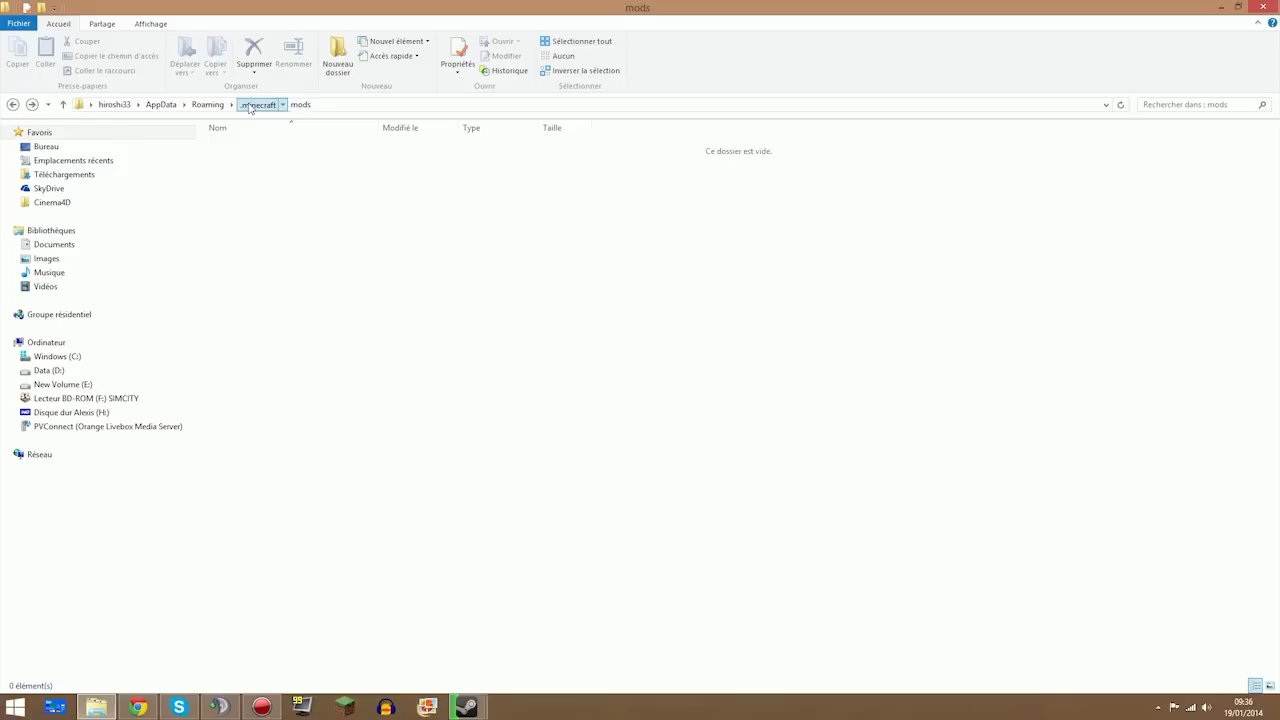 mods
Fichier Accueil Partage Affichage
Copier
Coller
Couper
Copier le chemin d'accès
Coller le raccourci
Presse-papiers
Déplacer vers
Copier vers
Supprimer
Renommer
Organiser
Nouveau dossier
Nouvel élément
Accès rapide
Nouveau
Propriétés
Ouvrir
Modifier
Historique
Ouvrir
Sélectionner tout
Aucun
Inverser la sélection
Sélectionner
hiroshi33 AppData Roaming .minecraft mods
Rechercher dans : mods
Nom Modifié le Type Taille
Ce dossier est vide.
Favoris
Bureau
Emplacements récents
Téléchargements
SkyDrive
Cinema4D
Bibliothèques
Documents
Images
Musique
Vidéos
Groupe résidentiel
Ordinateur
Windows (C:)
Data (D:)
New Volume (E:)
Lecteur BD-ROM (F:) SIMCITY
Disque dur Alexis (H:)
PVConnect (Orange Livebox Media Server)
Réseau
0 élément(s)
99
09:36
19/01/2014